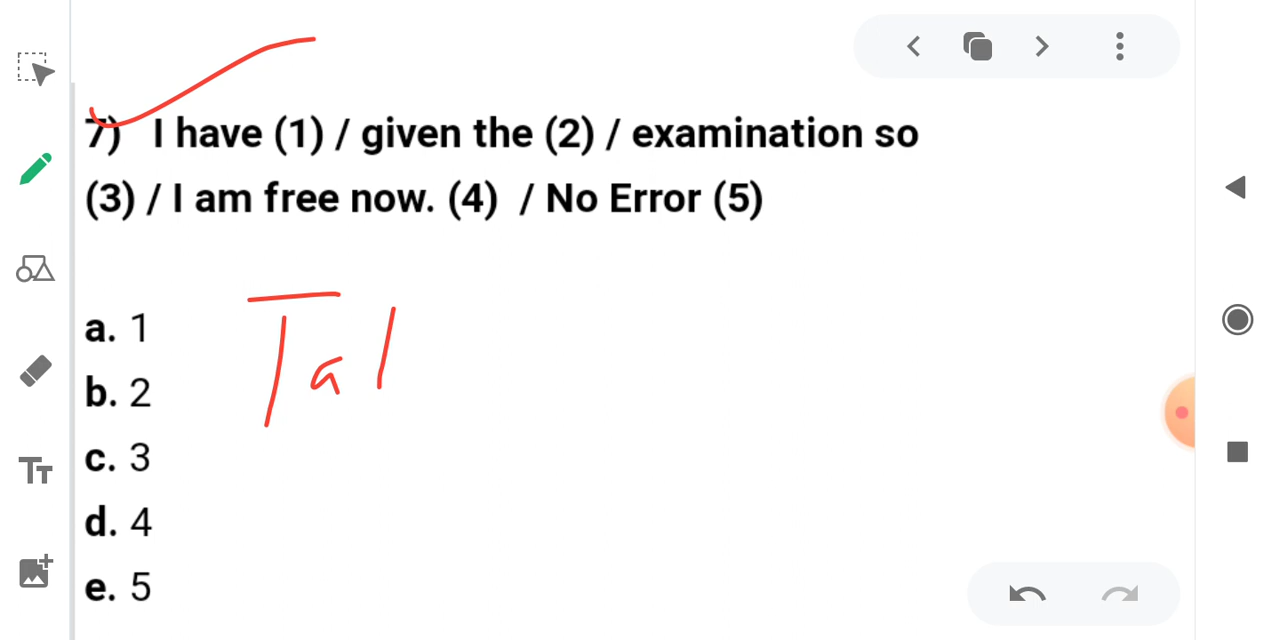 7) I have (1) / given the (2) / examination so
(3) / I am free now. (4) / No Error (5)
a. 1
Tal
b. 2
c. 3
d. 4
e. 5